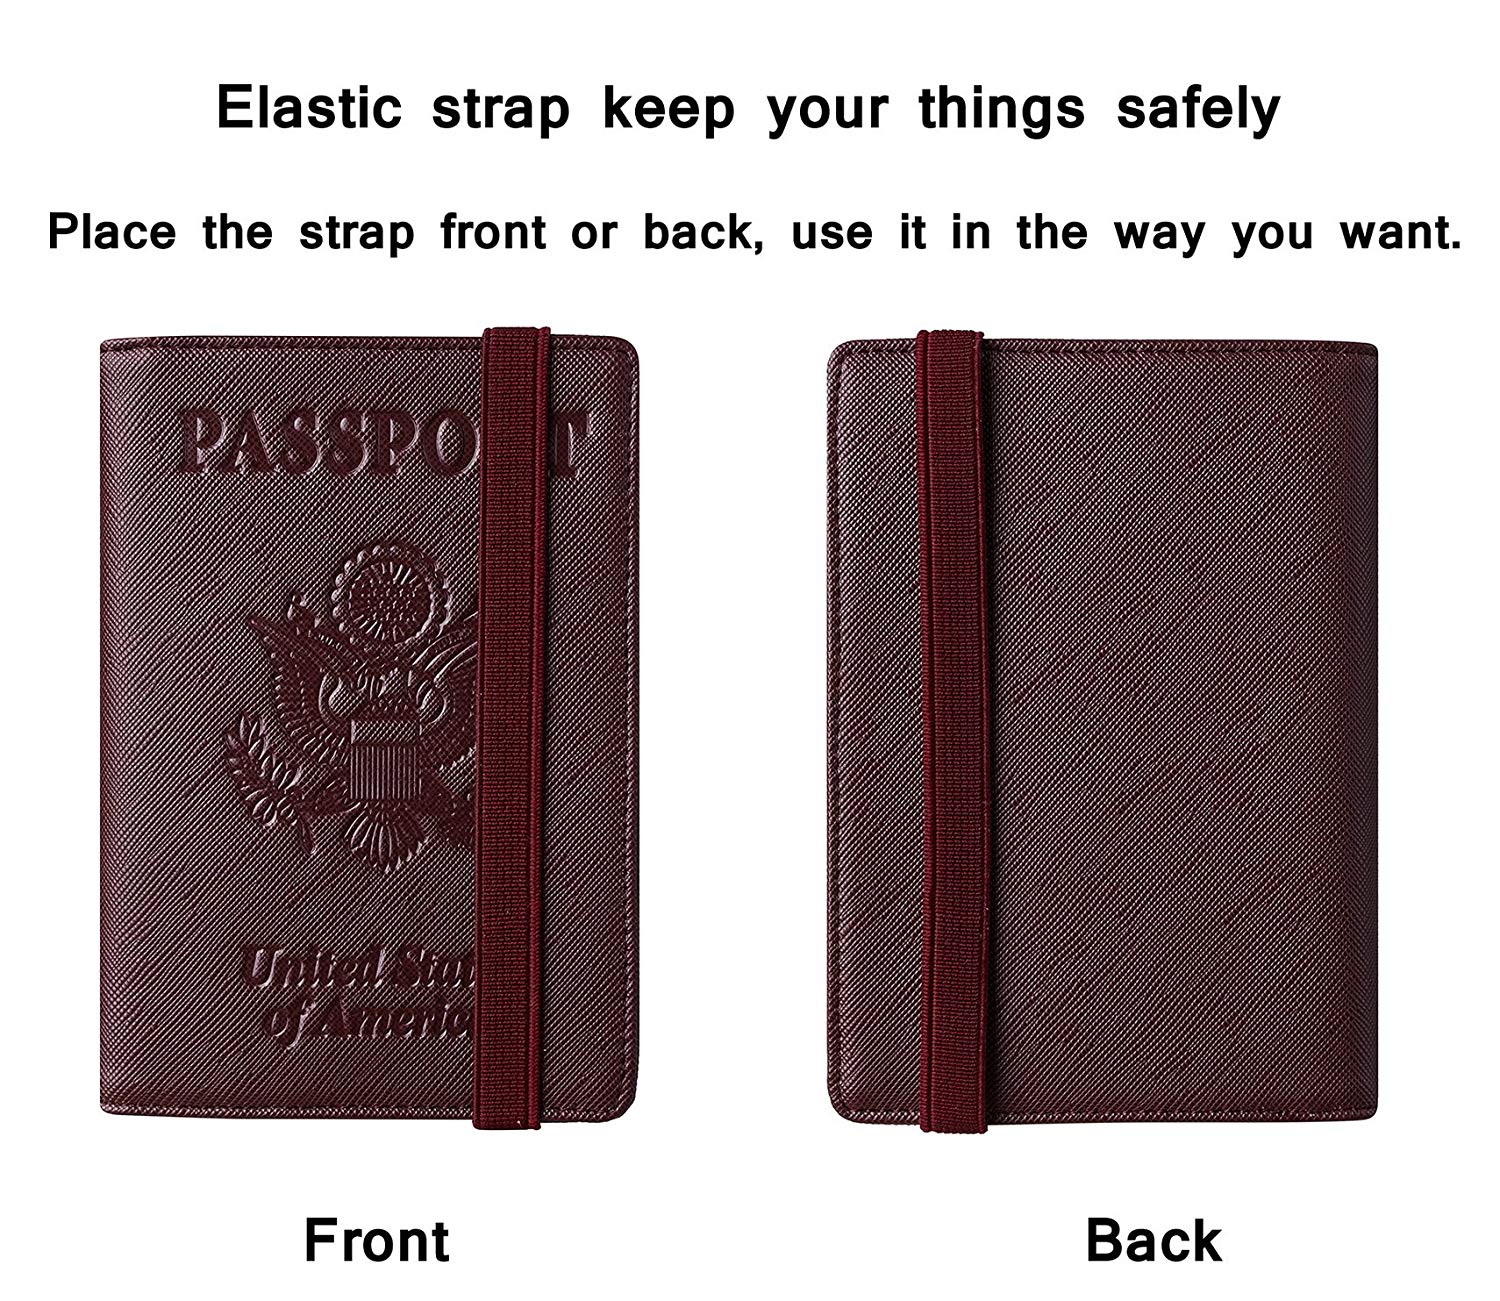 Elastic strap keep your things safely
Place the strap front or back, use it in the way you want.
PASSPO T
United Stat
of Americ
Front
Back